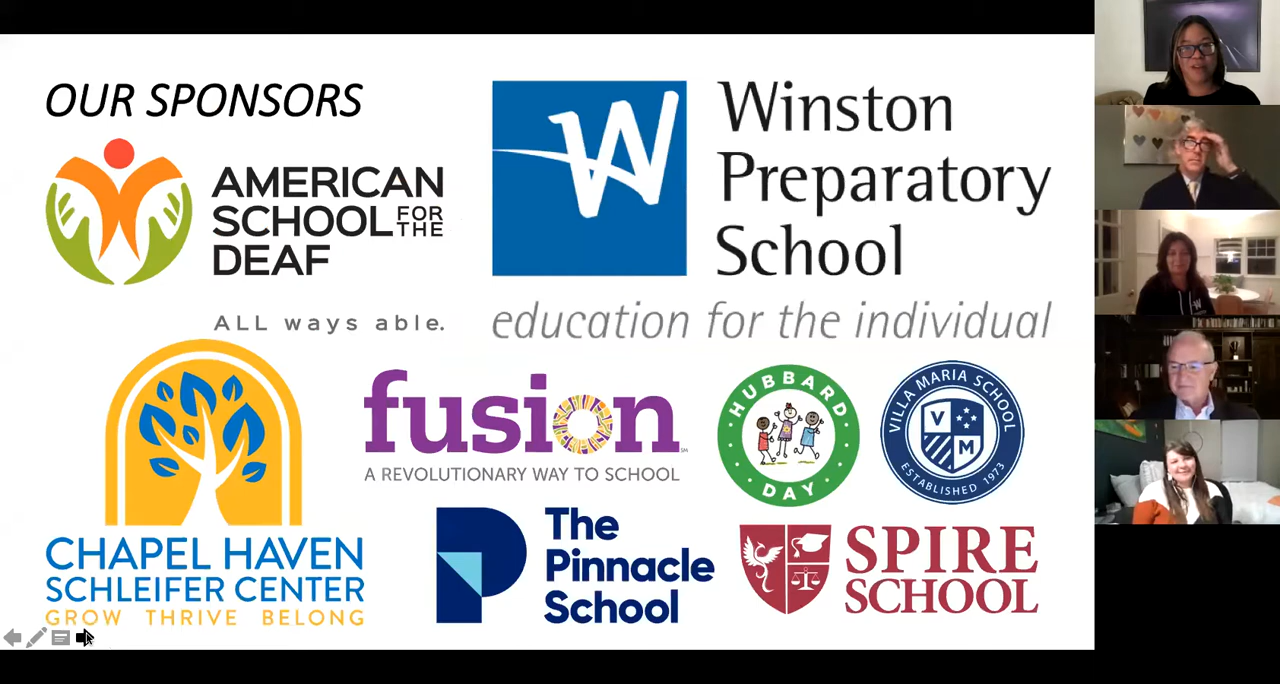 OUR SPONSORS
AMERICAN
SCHOOL FOR THE
DEAF
ALL ways able.
W
Winston
Preparatory
School
education for the individual
CHAPEL HAVEN
SCHLEIFER CENTER
GROW THRIVE BELONG
fusion
A REVOLUTIONARY WAY TO SCHOOL
HUBBARD
DAY
VILLA MARIA SCHOOL
V
M
ESTABLISHED 1973
The
Pinnacle
School
SPIRE
SCHOOL
W